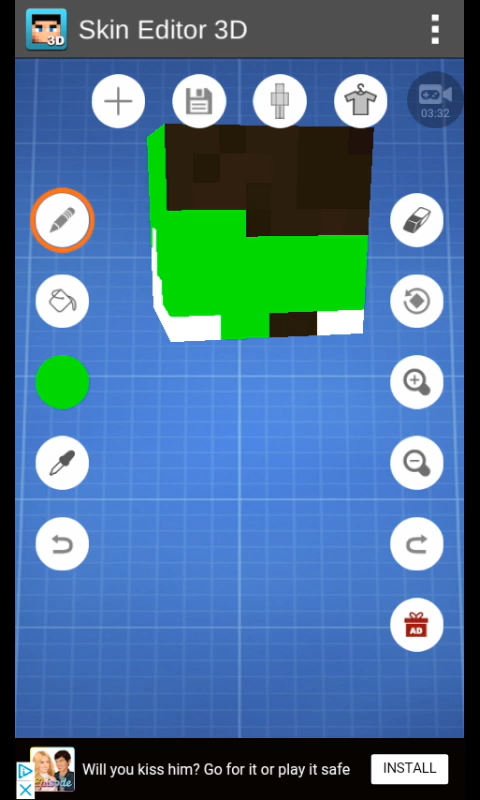 3D
Skin Editor 3D
03:32
AD
Episode
Will you kiss him? Go for it or play it safe
INSTALL